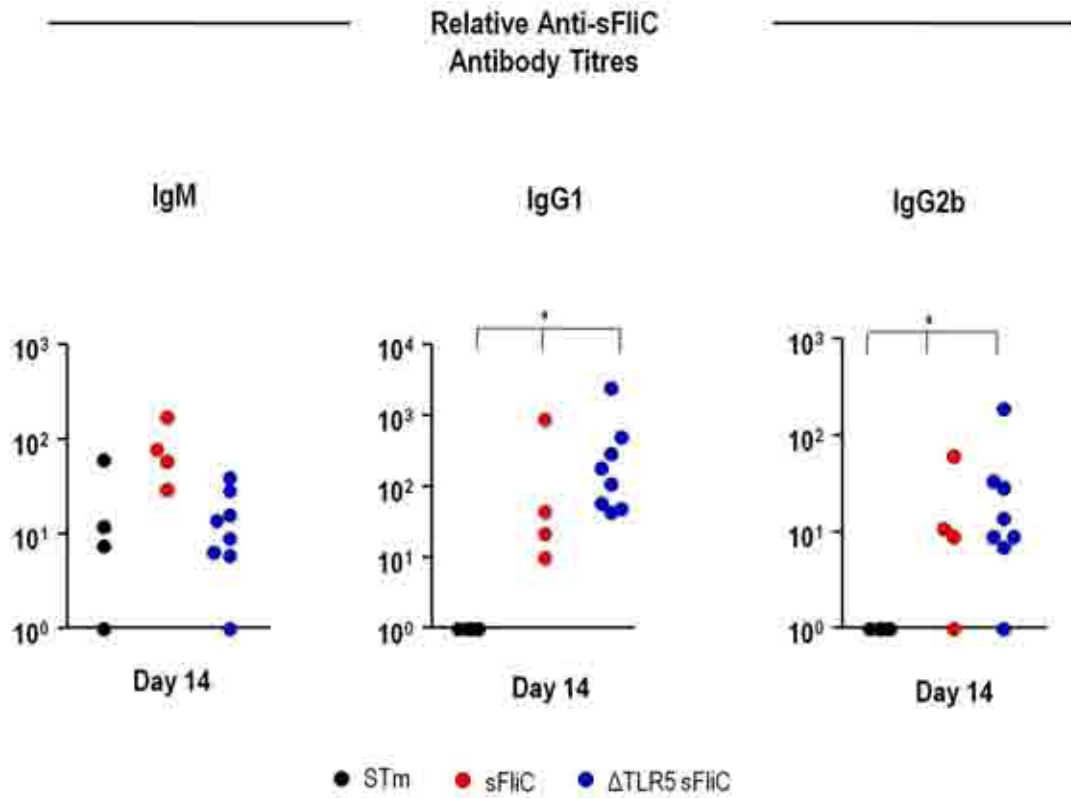 Relative Anti-sFliC
Antibody Titres
IgM
IgG1
IgG2b
10³
10²
10¹
10⁰
Day 14
*
10⁴
10³
10²
10¹
10⁰
Day 14
*
10³
10²
10¹
10⁰
Day 14
STm
sFliC
ΔTLR5 sFliC